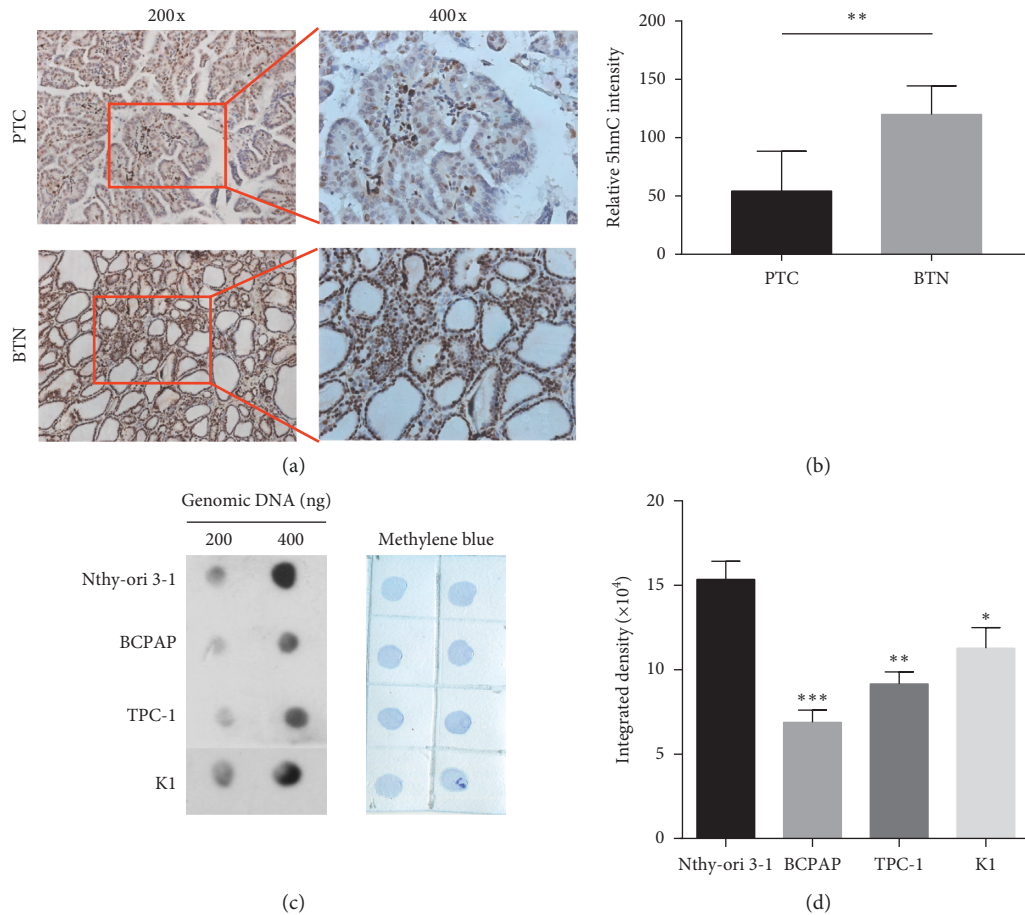 200x
400x
PTC
BTN
(a)
Relative 5hmC intensity
200
150
100
50
0
**
PTC
BTN
(b)
Genomic DNA (ng)
200
400
Methylene blue
Nthy-ori 3-1
BCPAP
TPC-1
K1
(c)
Integrated density (×10⁴)
20
15
10
5
0
***
**
*
Nthy-ori 3-1
BCPAP
TPC-1
K1
(d)